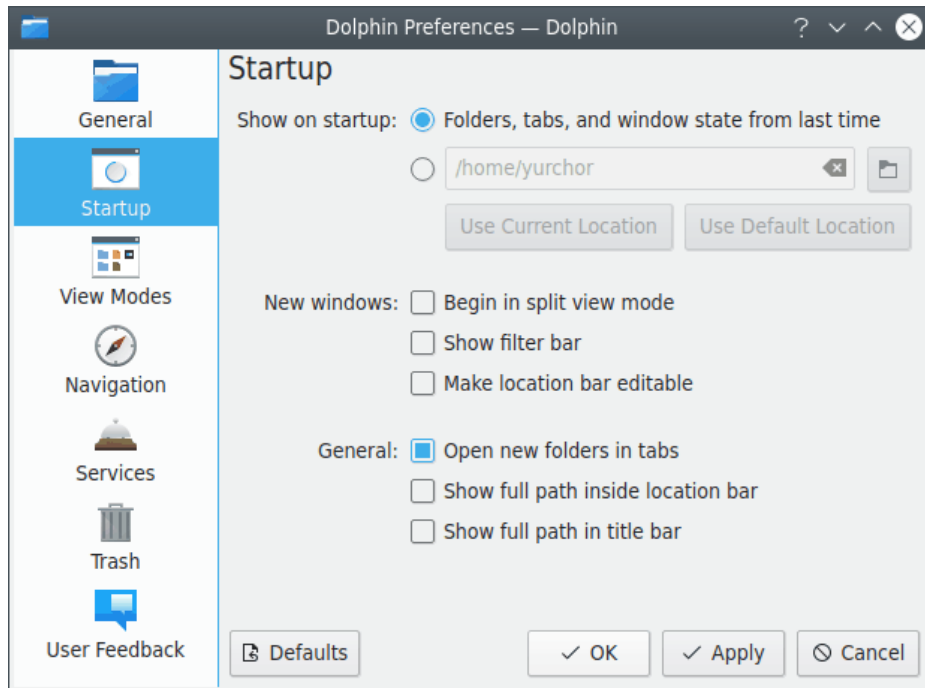 Dolphin Preferences — Dolphin
General
Startup
View Modes
Navigation
Services
Trash
User Feedback
Startup
Show on startup: Folders, tabs, and window state from last time
/home/yurchor
Use Current Location Use Default Location
New windows: Begin in split view mode
Show filter bar
Make location bar editable
General: Open new folders in tabs
Show full path inside location bar
Show full path in title bar
Defaults OK Apply Cancel